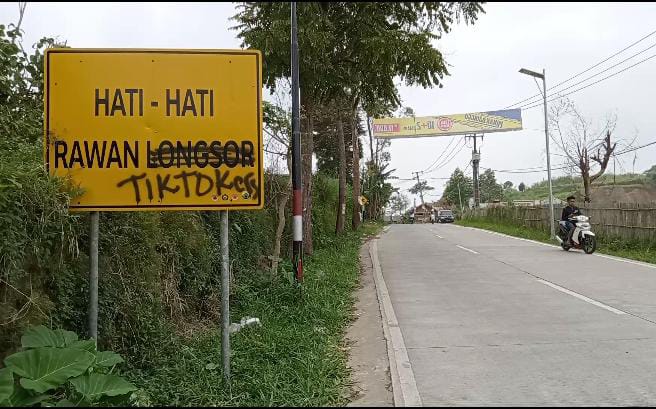 HATI - HATI
RAWAN LONGSOR
TIKTOKers